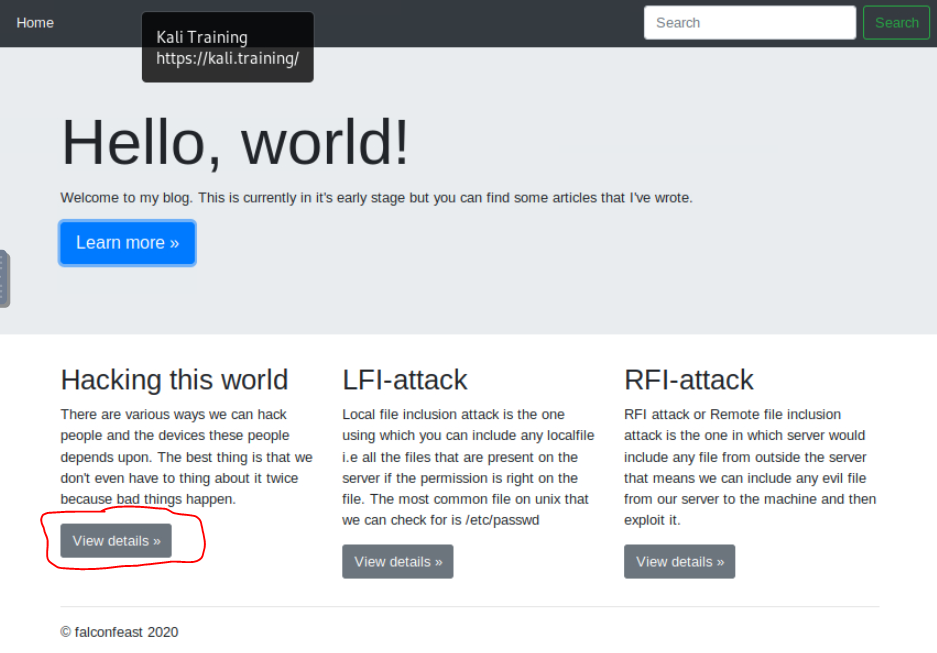 Home
Kali Training
https://kali.training/
Search
Search
Hello, world!
Welcome to my blog. This is currently in it's early stage but you can find some articles that I've wrote.
Learn more »
Hacking this world
There are various ways we can hack
people and the devices these people
depends upon. The best thing is that we
don't even have to thing about it twice
because bad things happen.
View details »
LFI-attack
Local file inclusion attack is the one
using which you can include any localfile
i.e all the files that are present on the
server if the permission is right on the
file. The most common file on unix that
we can check for is /etc/passwd
View details »
RFI-attack
RFI attack or Remote file inclusion
attack is the one in which server would
include any file from outside the server
that means we can include any evil file
from our server to the machine and then
exploit it.
View details »
© falconfeast 2020